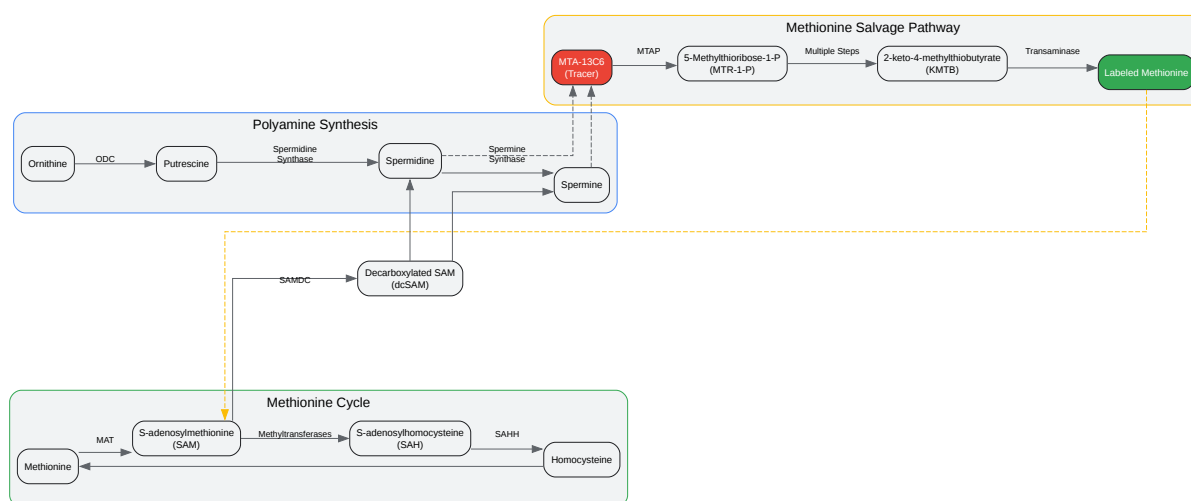 Methionine Salvage Pathway
MTA-13C6
(Tracer)
MTAP
5-Methylthioribose-1-P
(MTR-1-P)
Multiple Steps
2-keto-4-methylthiobutyrate
(KMTB)
Transaminase
Labeled Methionine
Polyamine Synthesis
Ornithine
ODC
Putrescine
Spermidine
Synthase
Spermidine
Spermine
Synthase
Spermine
SAMDC
Decarboxylated SAM
(dcSAM)
Methionine Cycle
Methionine
MAT
S-adenosylmethionine
(SAM)
Methyltransferases
S-adenosylhomocysteine
(SAH)
SAHH
Homocysteine